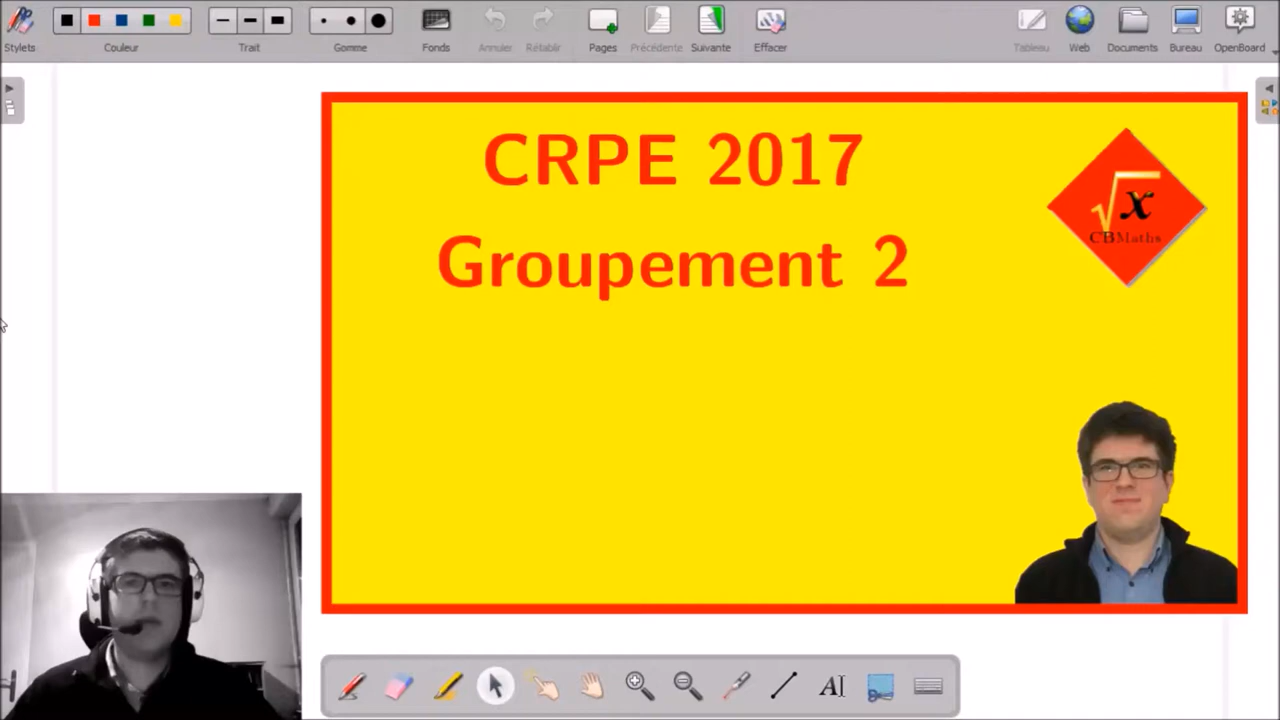 Stylets
Couleur
Trait
Gomme
Fonds
Annuler
Rétablir
Pages
Précédente
Suivante
Effacer
Tableau
Web
Documents
Bureau
OpenBoard
CRPE 2017
Groupement 2
√x
CBMaths
AI